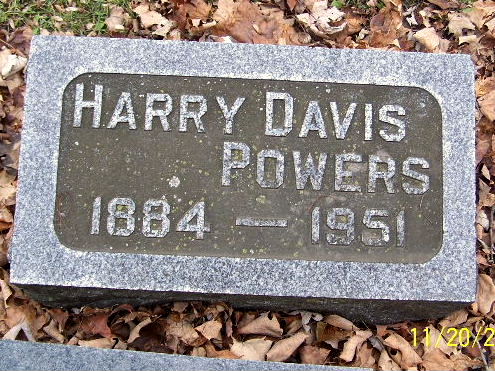 HARRY DAVIS
POWERS
1884 — 1951
11/20/2